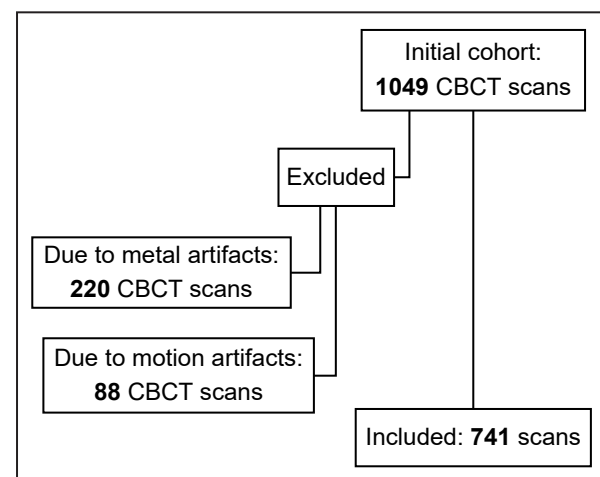 Initial cohort:
1049 CBCT scans
Excluded
Due to metal artifacts:
220 CBCT scans
Due to motion artifacts:
88 CBCT scans
Included: 741 scans